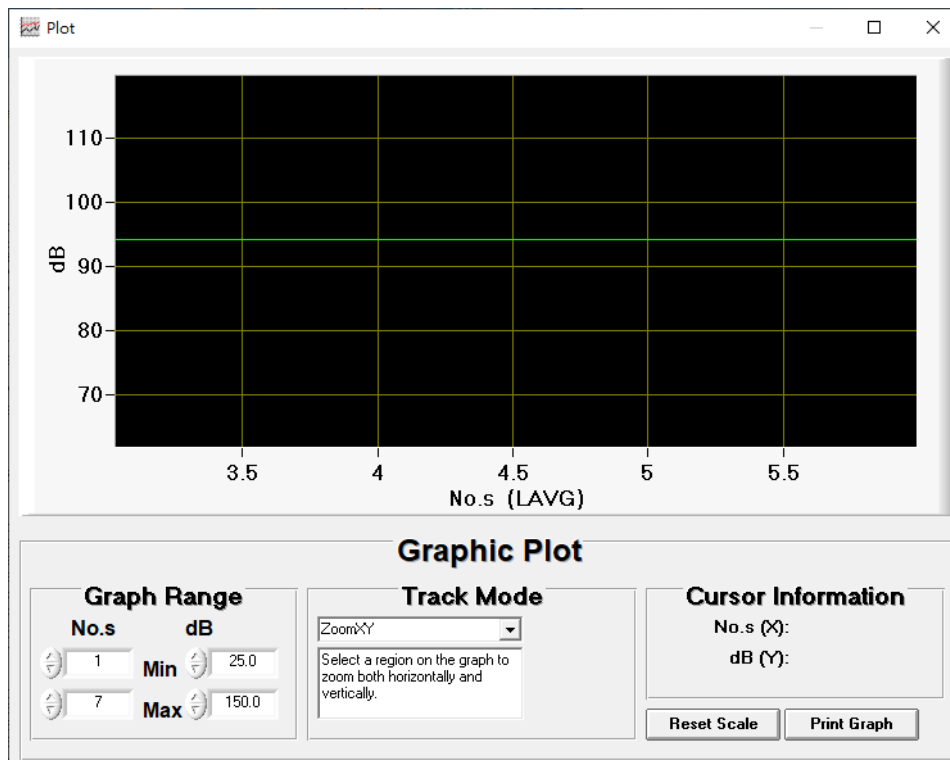 Plot
110
100
90
80
70
dB
3.5 4 4.5 5 5.5
No.s (LAVG)
Graphic Plot
Graph Range
No.s dB
1 Min 25.0
7 Max 150.0
Track Mode
ZoomXY
Select a region on the graph to
zoom both horizontally and
vertically.
Cursor Information
No.s (X):
dB (Y):
Reset Scale Print Graph